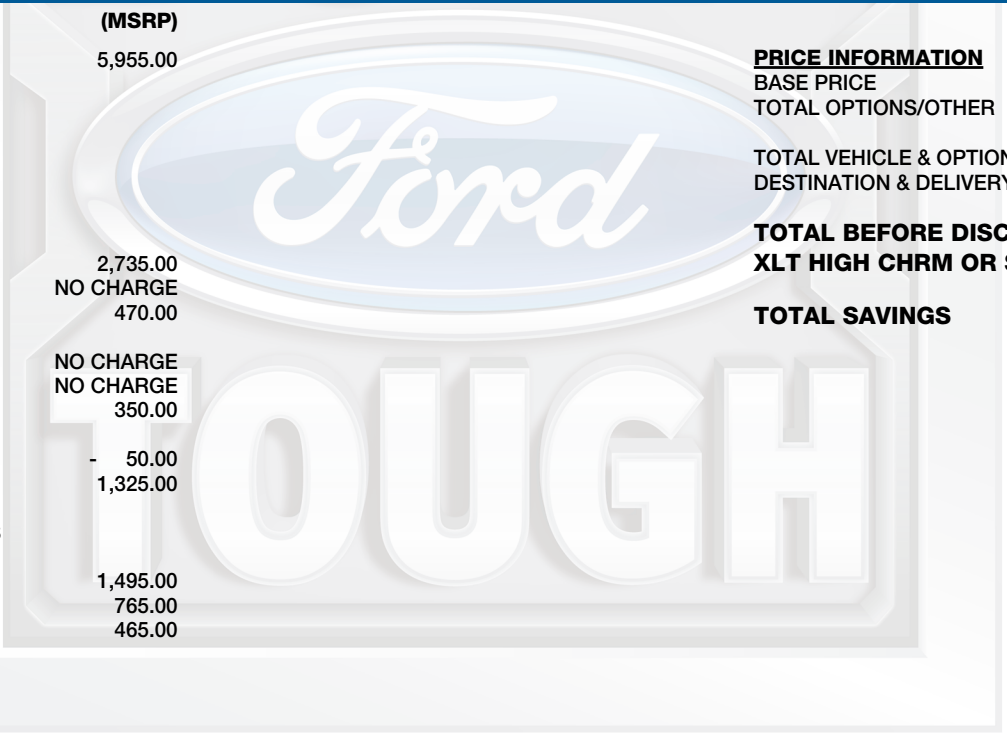 (MSRP)
5,955.00
2,735.00
NO CHARGE
470.00
NO CHARGE
NO CHARGE
350.00
- 50.00
1,325.00
1,495.00
765.00
465.00
PRICE INFORMATION
BASE PRICE
TOTAL OPTIONS/OTHER
TOTAL VEHICLE & OPTION
DESTINATION & DELIVERY
TOTAL BEFORE DISC
XLT HIGH CHRM OR S
TOTAL SAVINGS
Ford
TOUGH